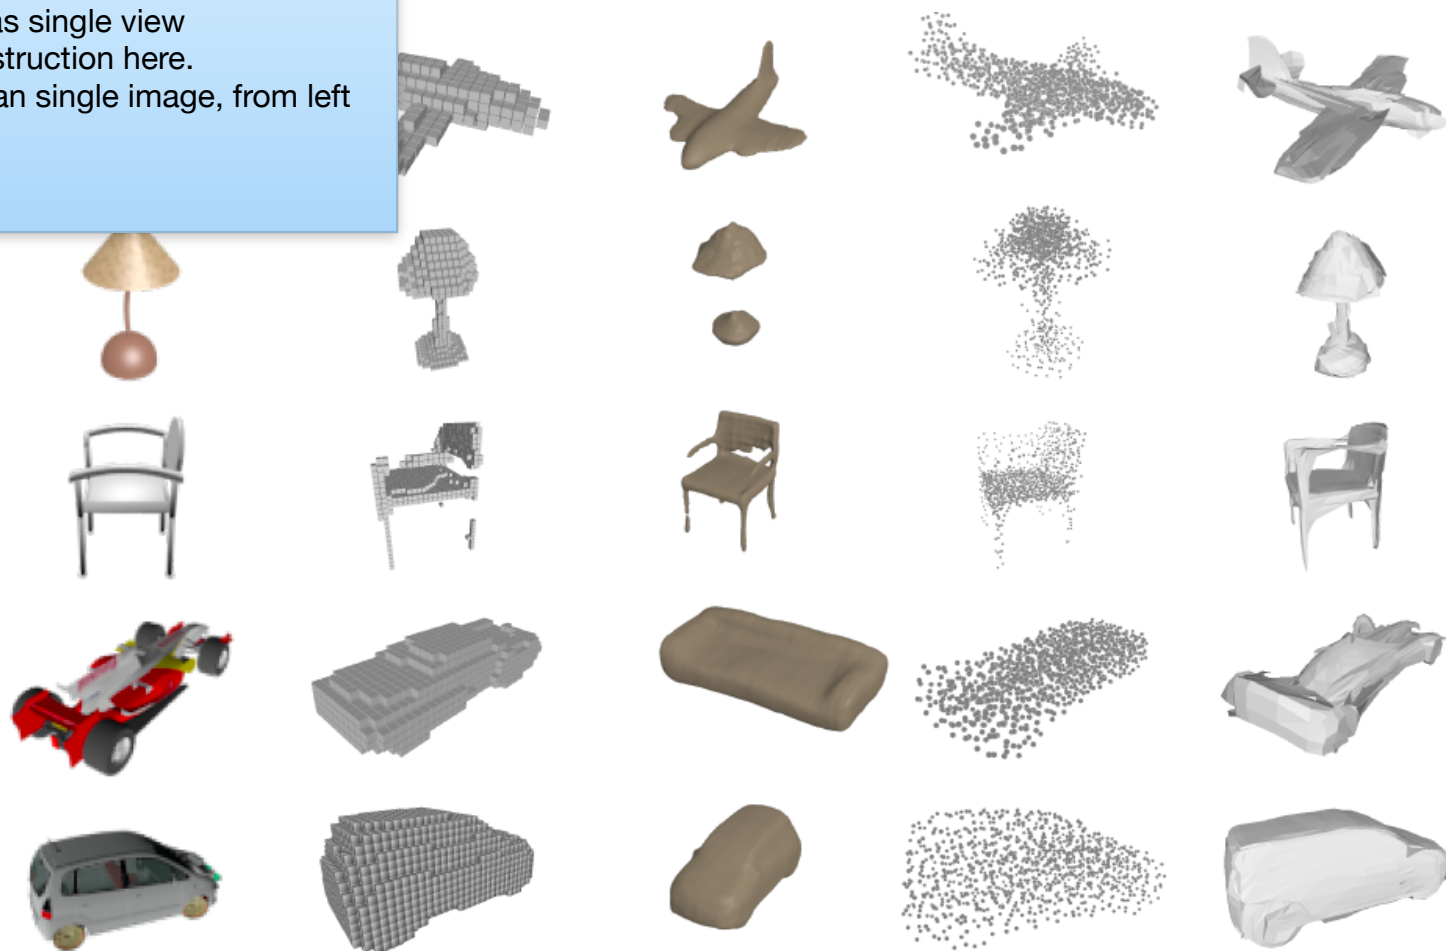 as single view
struction here.
an single image, from left